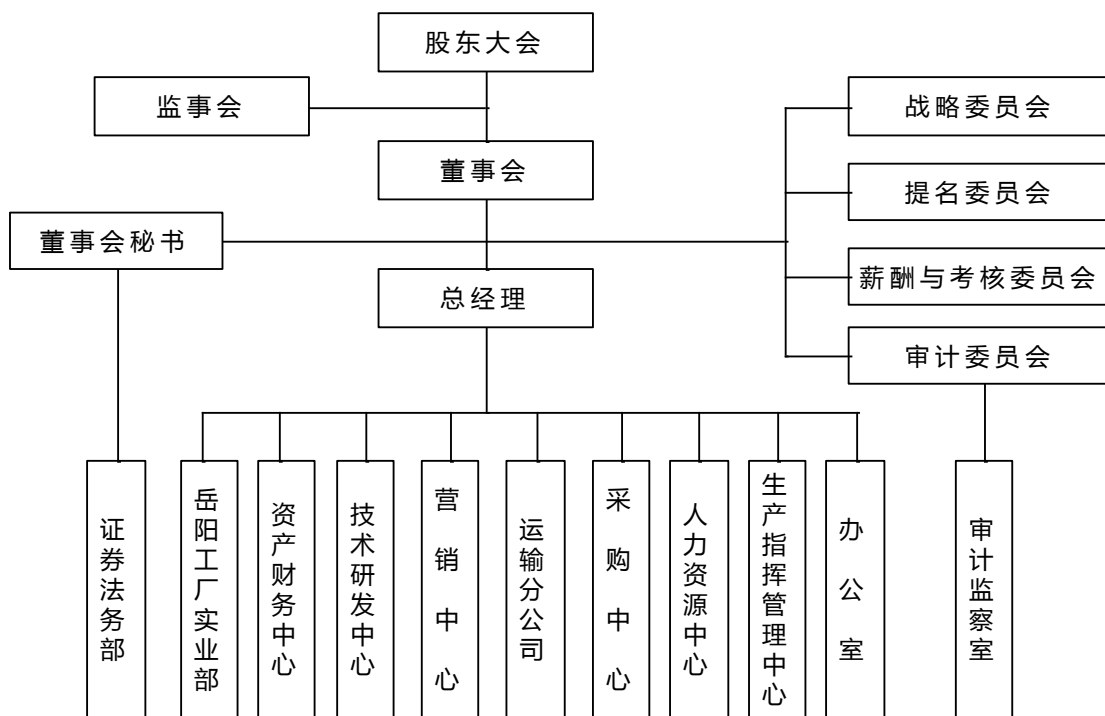 股东大会
监事会
战略委员会
董事会
提名委员会
董事会秘书
薪酬与考核委员会
总经理
审计委员会
证券法务部
岳阳工厂实业部
资产财务中心
技术研发中心
营销中心
运输分公司
采购中心
人力资源中心
生产指挥管理中心
办公室
审计监察室